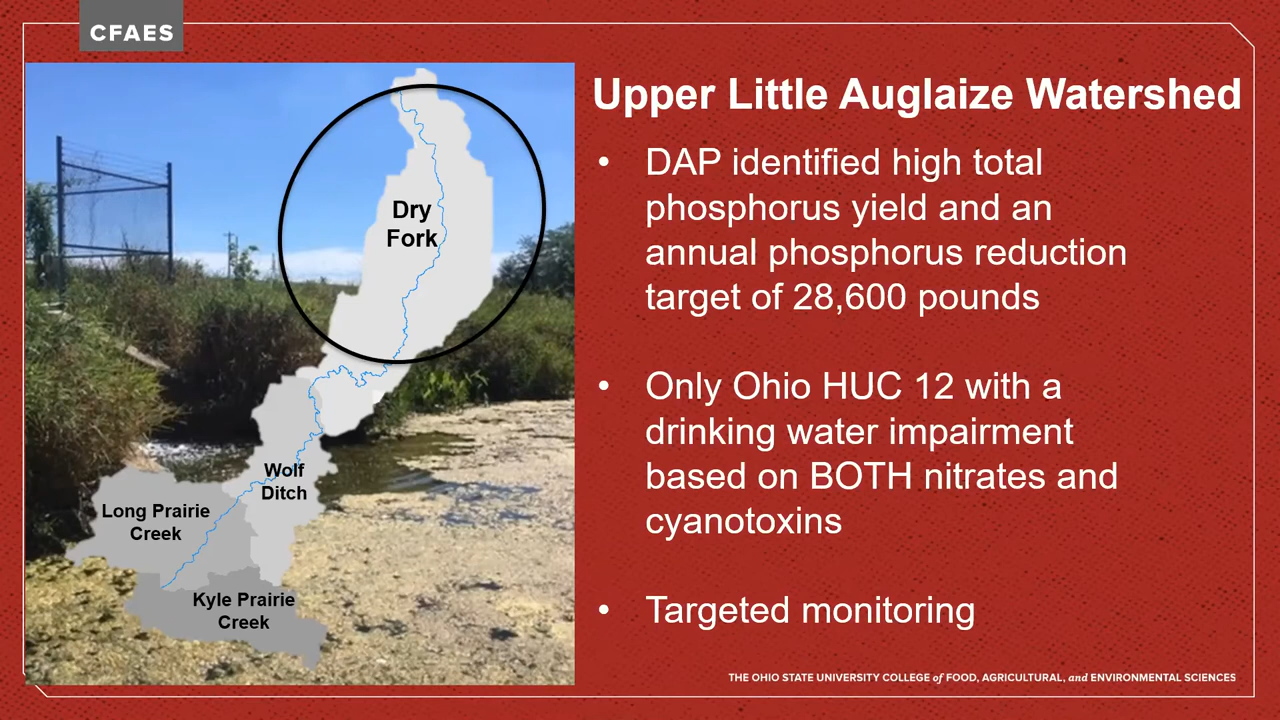 CFAES
Upper Little Auglaize Watershed
• DAP identified high total
phosphorus yield and an
annual phosphorus reduction
target of 28,600 pounds
• Only Ohio HUC 12 with a
drinking water impairment
based on BOTH nitrates and
cyanotoxins
• Targeted monitoring
Dry
Fork
Wolf
Ditch
Long Prairie
Creek
Kyle Prairie
Creek
THE OHIO STATE UNIVERSITY COLLEGE of FOOD, AGRICULTURAL, and ENVIRONMENTAL SCIENCES